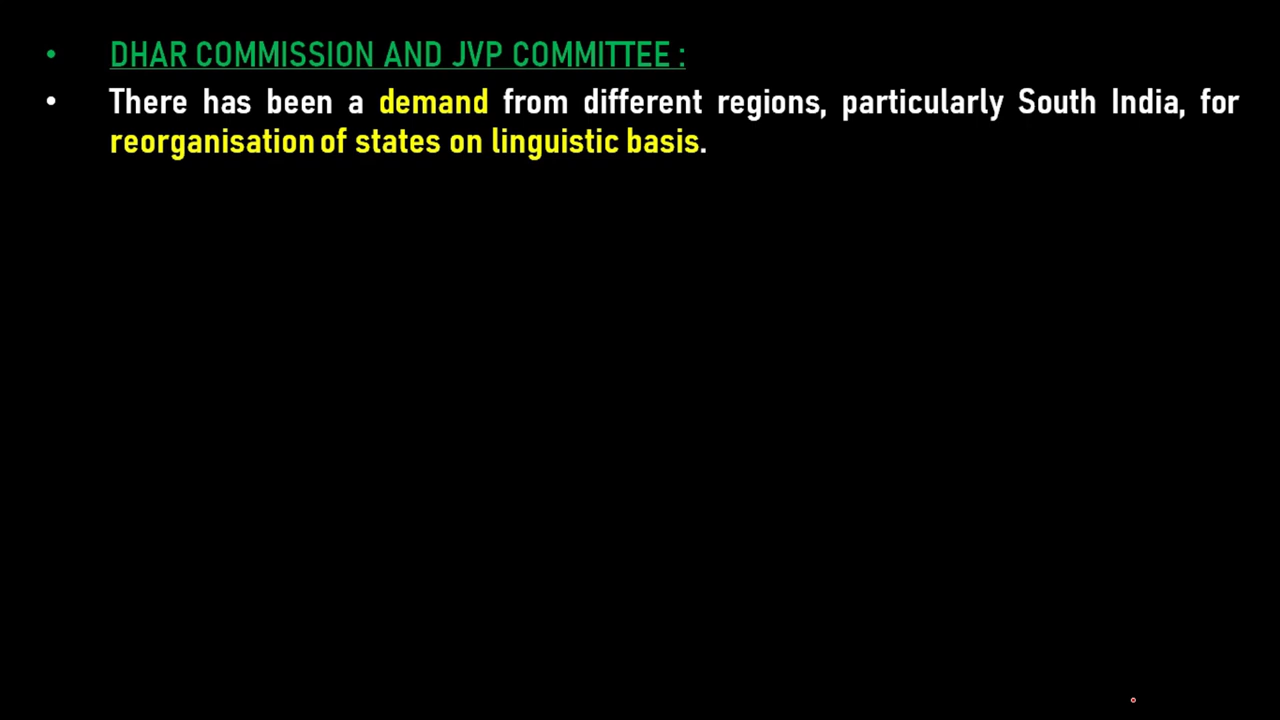 • DHAR COMMISSION AND JVP COMMITTEE :
• There has been a demand from different regions, particularly South India, for
reorganisation of states on linguistic basis.